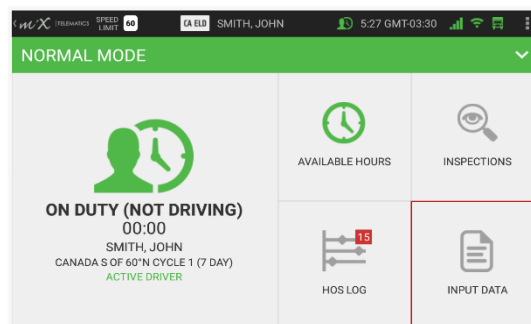 mix TELEMATICS SPEED LIMIT 60 CA ELD SMITH, JOHN 5:27 GMT-03:30
NORMAL MODE
AVAILABLE HOURS
INSPECTIONS
ON DUTY (NOT DRIVING)
00:00
SMITH, JOHN
CANADA S OF 60°N CYCLE 1 (7 DAY)
ACTIVE DRIVER
15
HOS LOG
INPUT DATA